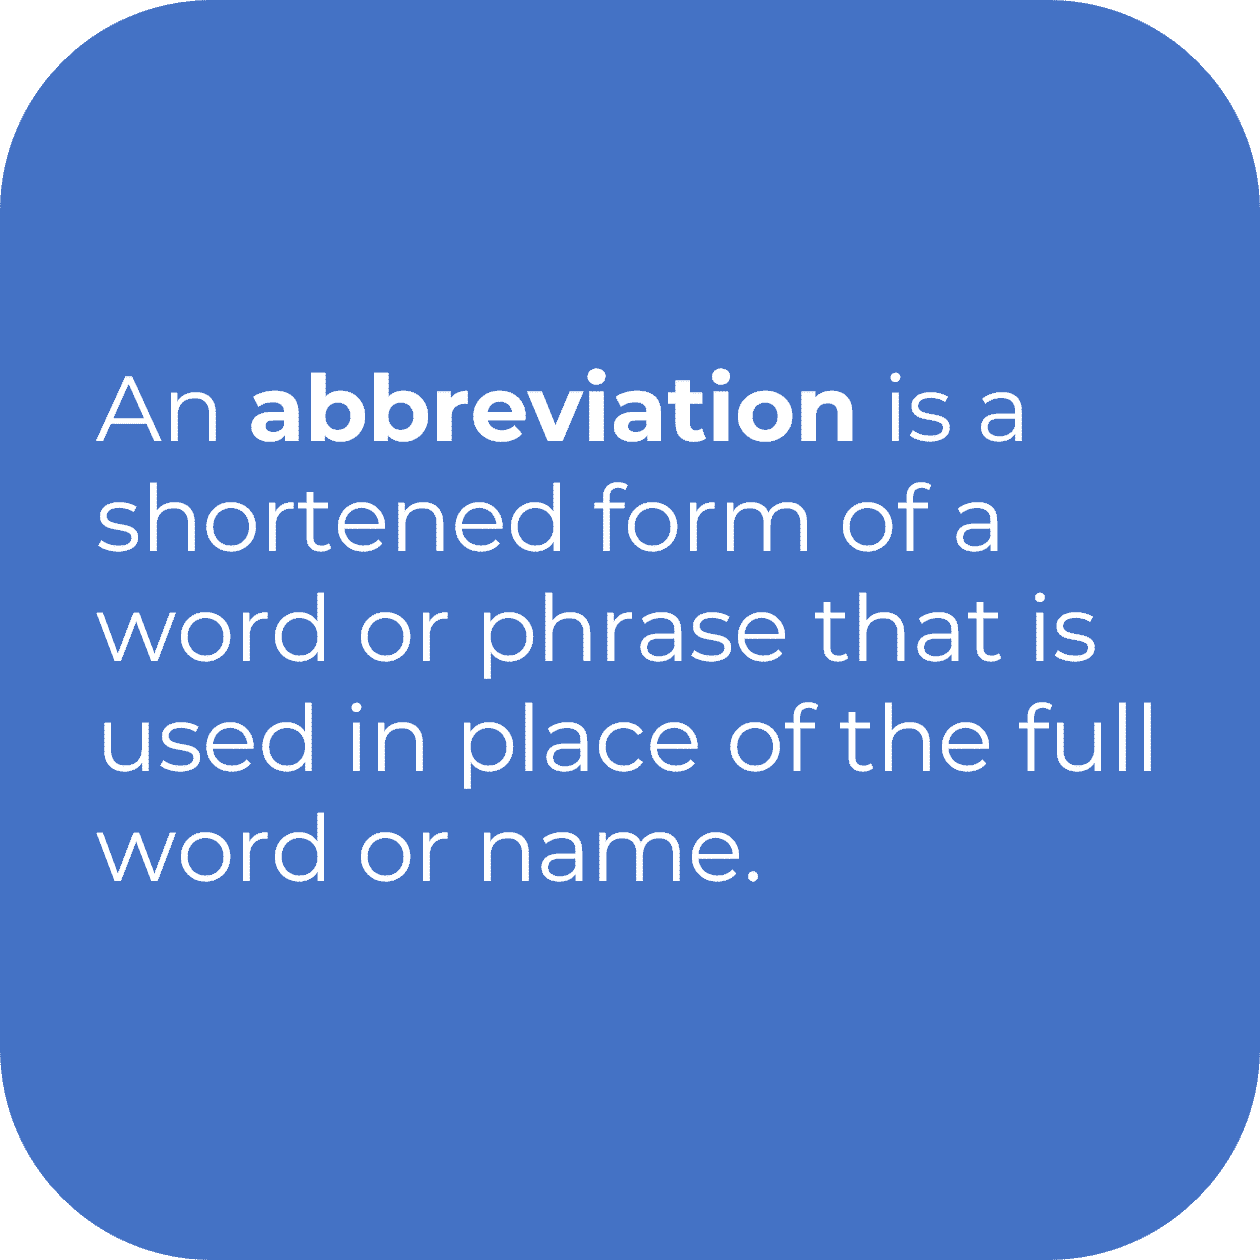 An abbreviation is a
shortened form of a
word or phrase that is
used in place of the full
word or name.